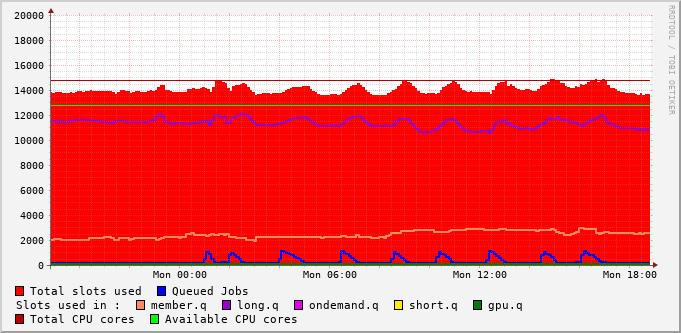 RRDTOOL / TOBI OETIKER
20000
18000
16000
14000
12000
10000
8000
6000
4000
2000
0
Mon 00:00 Mon 06:00 Mon 12:00 Mon 18:00
Total slots used Queued Jobs
Slots used in : member.q long.q ondemand.q short.q gpu.q
Total CPU cores Available CPU cores